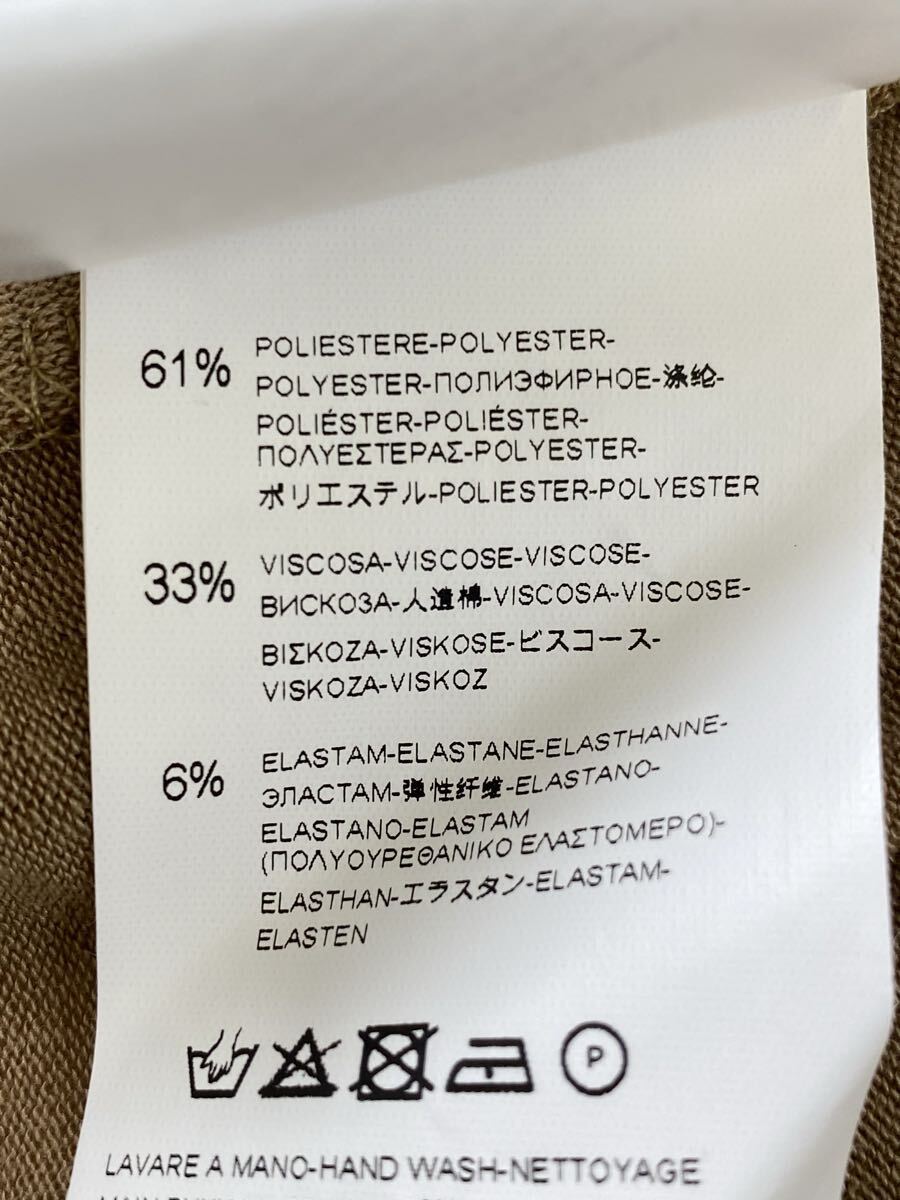 61% POLIESTERE-POLYESTER-
POLYESTER-ПОЛИЭФИРНОЕ-涤纶-
POLIÉSTER-POLIÉSTER-
ΠΟΛΥΕΣΤΕΡΑΣ-POLYESTER-
ポリエステル-POLIESTER-POLYESTER
33% VISCOSA-VISCOSE-VISCOSE-
ВИСКОЗА-人造棉-VISCOSA-VISCOSE-
ΒΙΣΚΟΖΑ-VISKOSE-ビスコース-
VISKOZA-VISKOZ
6% ELASTAM-ELASTANE-ELASTHANNE-
ЭЛАСТАМ-弹性纤维-ELASTANO-
ELASTANO-ELASTAM
(ΠΟΛΥΟΥΡΕΘΑΝΙΚΟ ΕΛΑΣΤΟΜΕΡΟ)-
ELASTHAN-エラスタン-ELASTAM-
ELASTEN
P
LAVARE A MANO-HAND WASH-NETTOYAGE